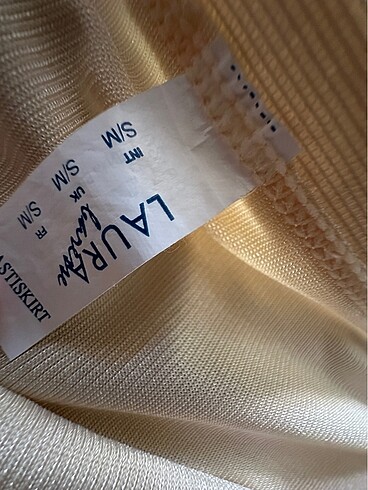 LAURA
INT UK FR
S/M S/M S/M
ASTISKIRT